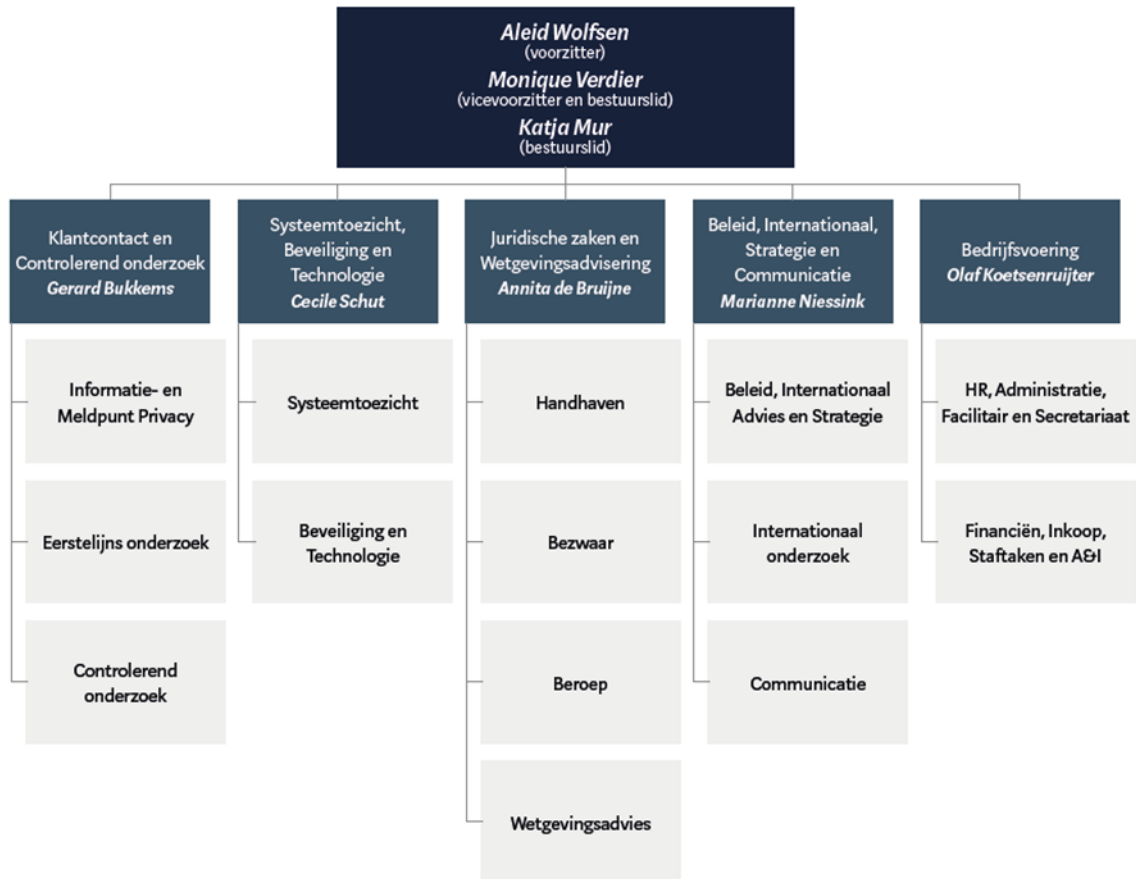 Aleid Wolfsen
(voorzitter)
Monique Verdier
(vicevoorzitter en bestuurslid)
Katja Mur
(bestuurslid)
Klantcontact en
Controlerend onderzoek
Gerard Bukkems
Systeemtoezicht,
Beveiliging en
Technologie
Cecile Schut
Juridische zaken en
Wetgevingsadvisering
Annita de Bruijne
Beleid, Internationaal,
Strategie en
Communicatie
Marianne Niessink
Bedrijfsvoering
Olaf Koetsenruijter
Informatie- en
Meldpunt Privacy
Eerstelijns onderzoek
Controlerend
onderzoek
Systeemtoezicht
Beveiliging en
Technologie
Handhaven
Bezwaar
Beroep
Wetgevingsadvies
Beleid, Internationaal
Advies en Strategie
Internationaal
onderzoek
Communicatie
HR, Administratie,
Facilitair en Secretariaat
Financiën, Inkoop,
Staftaken en A&I